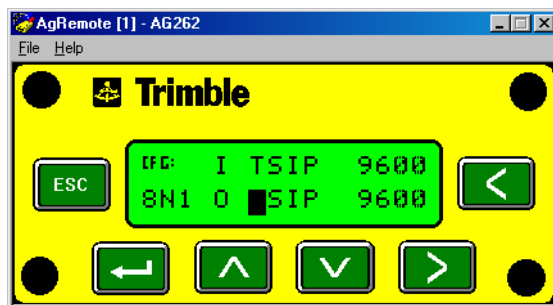 AgRemote [1] - AG262
File Help
Trimble
ESC
CFG: I TSIP 9600
8N1 O SIP 9600